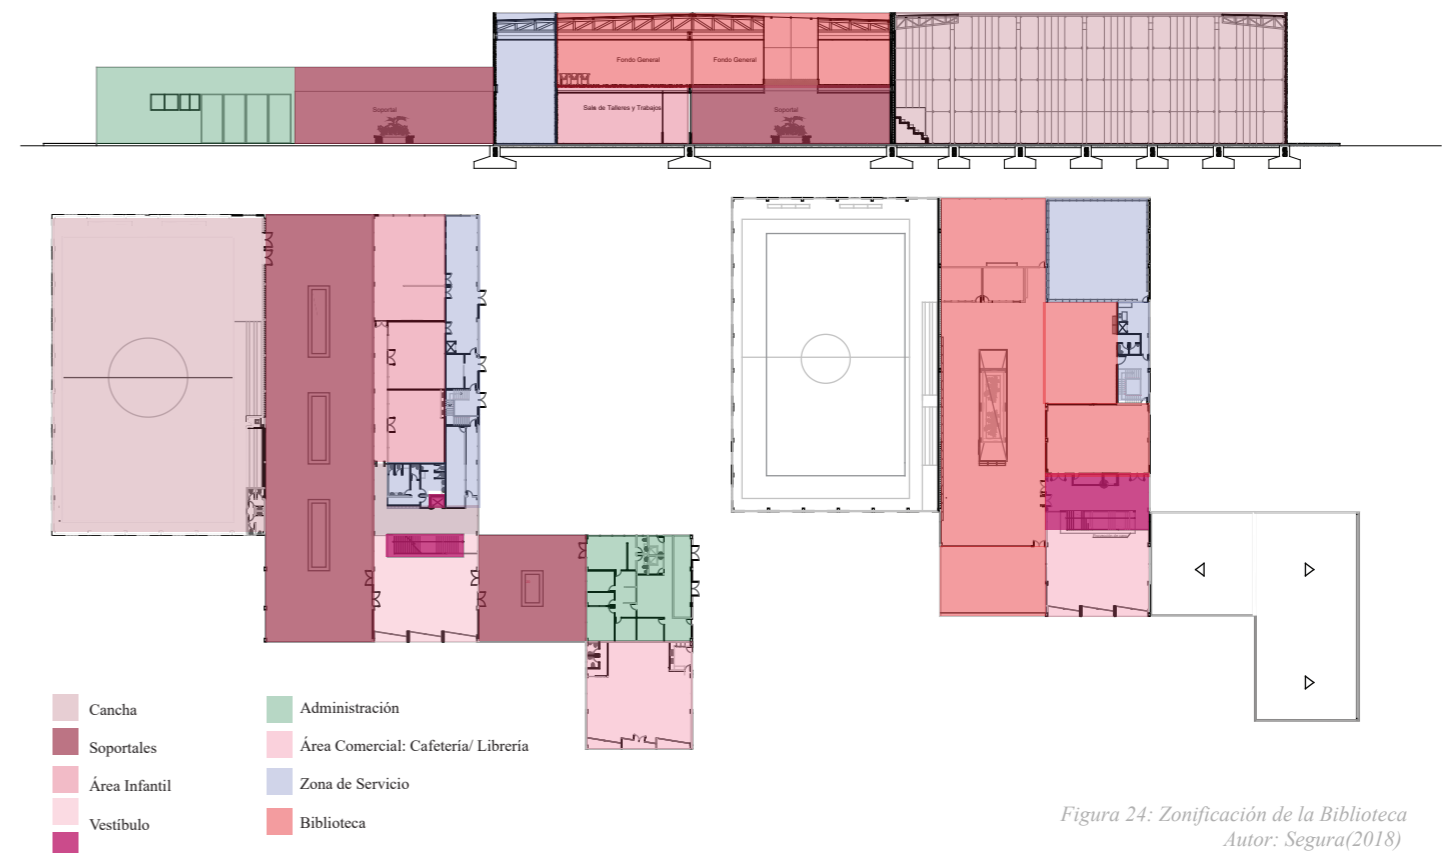 Fondo General
Fondo General
Soportal
Sala de Talleres y Trabajos
Soportal
Cancha
Soportales
Área Infantil
Vestíbulo
Administración
Área Comercial: Cafetería/ Librería
Zona de Servicio
Biblioteca
Figura 24: Zonificación de la Biblioteca
Autor: Segura(2018)